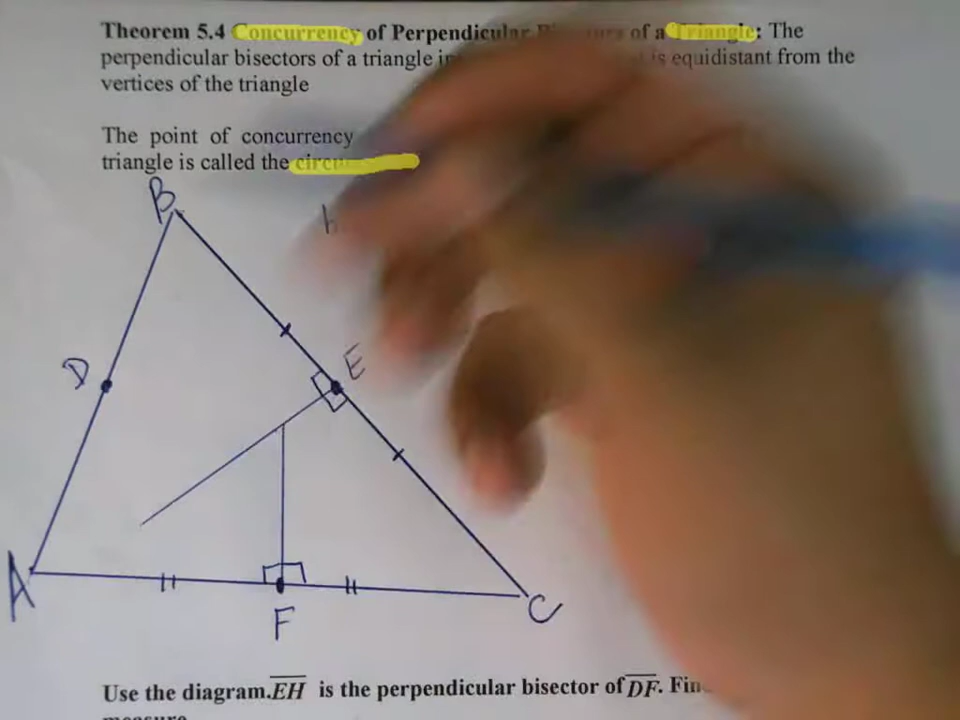 Theorem 5.4 Concurrency of Perpendicular of a Triangle: The
perpendicular bisectors of a triangle is equidistant from the
vertices of the triangle
The point of concurrency
triangle is called the
B
D
E
A
F
C
Use the diagram. EH is the perpendicular bisector of DF.
measure